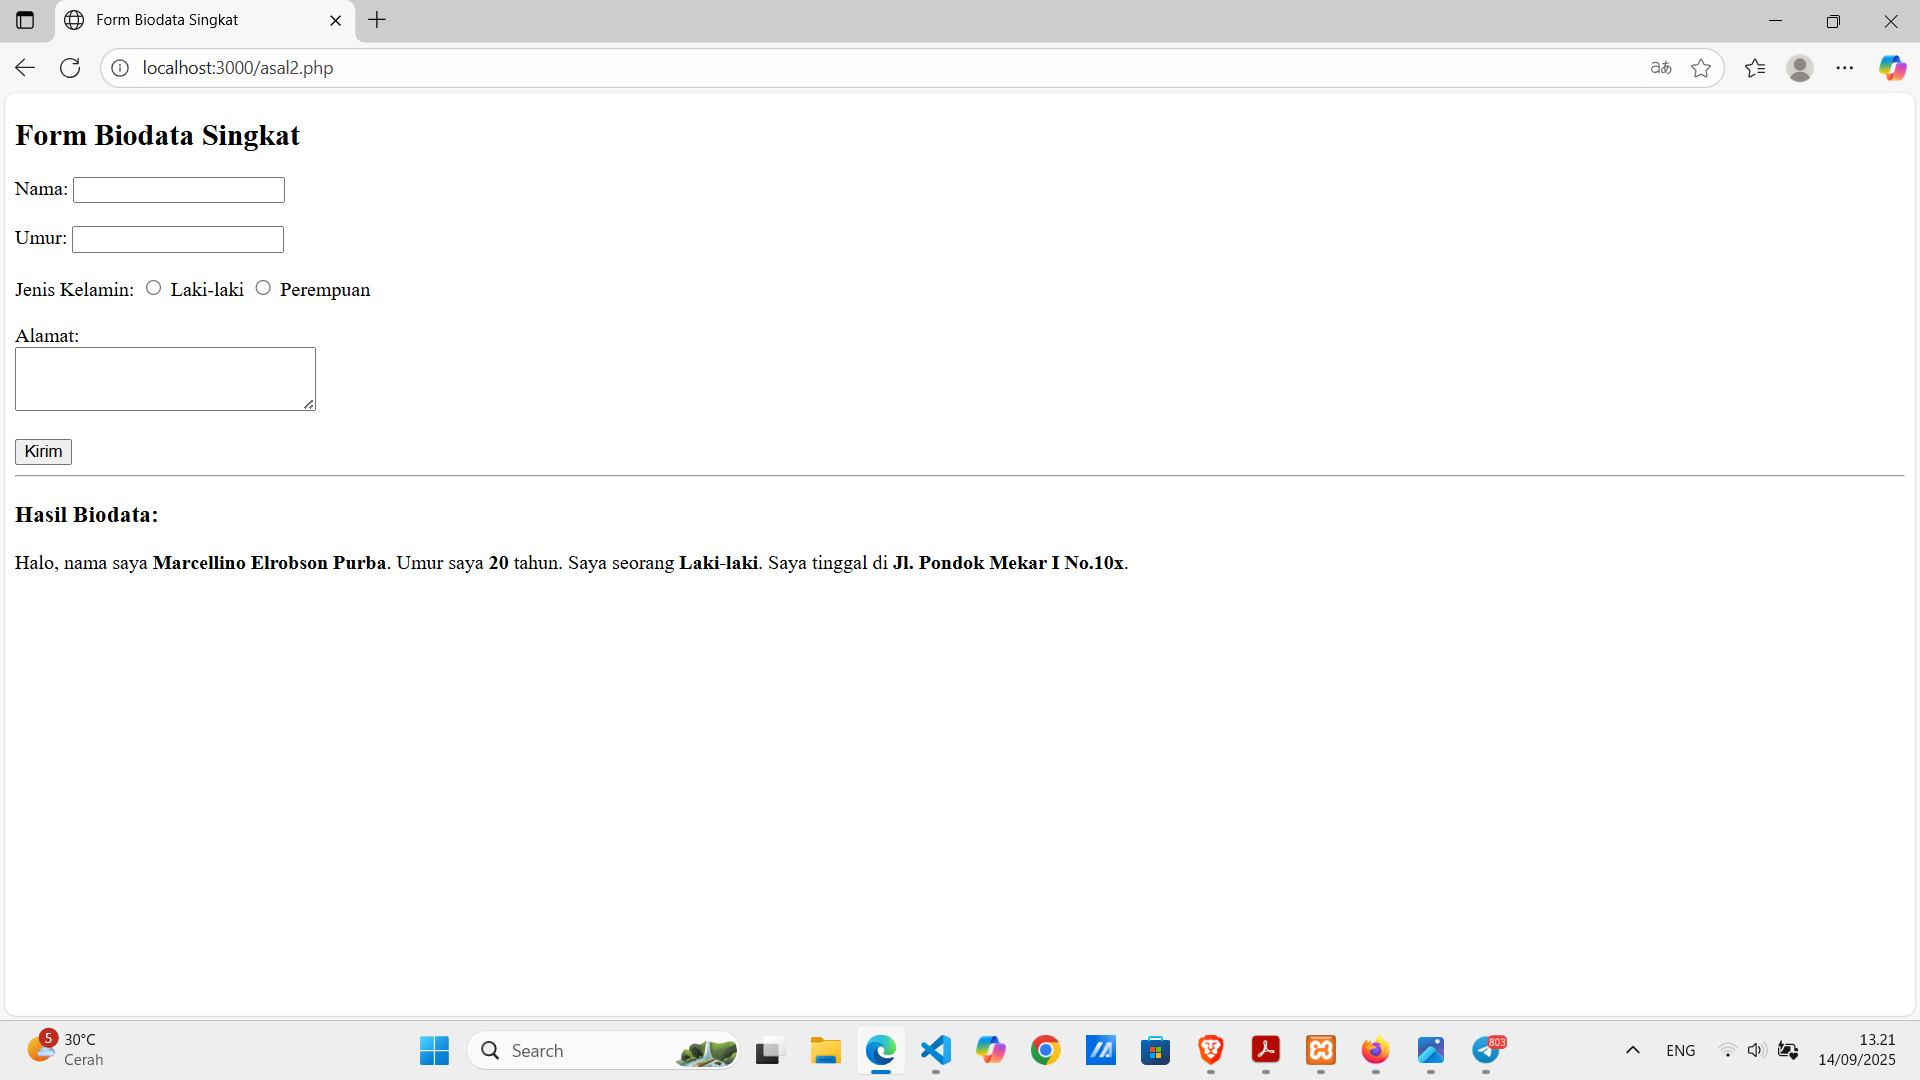 Form Biodata Singkat
localhost:3000/asal2.php
Form Biodata Singkat
Nama:
Umur:
Jenis Kelamin: Laki-laki Perempuan
Alamat:
Kirim
Hasil Biodata:
Halo, nama saya Marcellino Elrobson Purba. Umur saya 20 tahun. Saya seorang Laki-laki. Saya tinggal di Jl. Pondok Mekar I No.10x.
5
30°C
Cerah
Search
803
ENG
13.21
14/09/2025